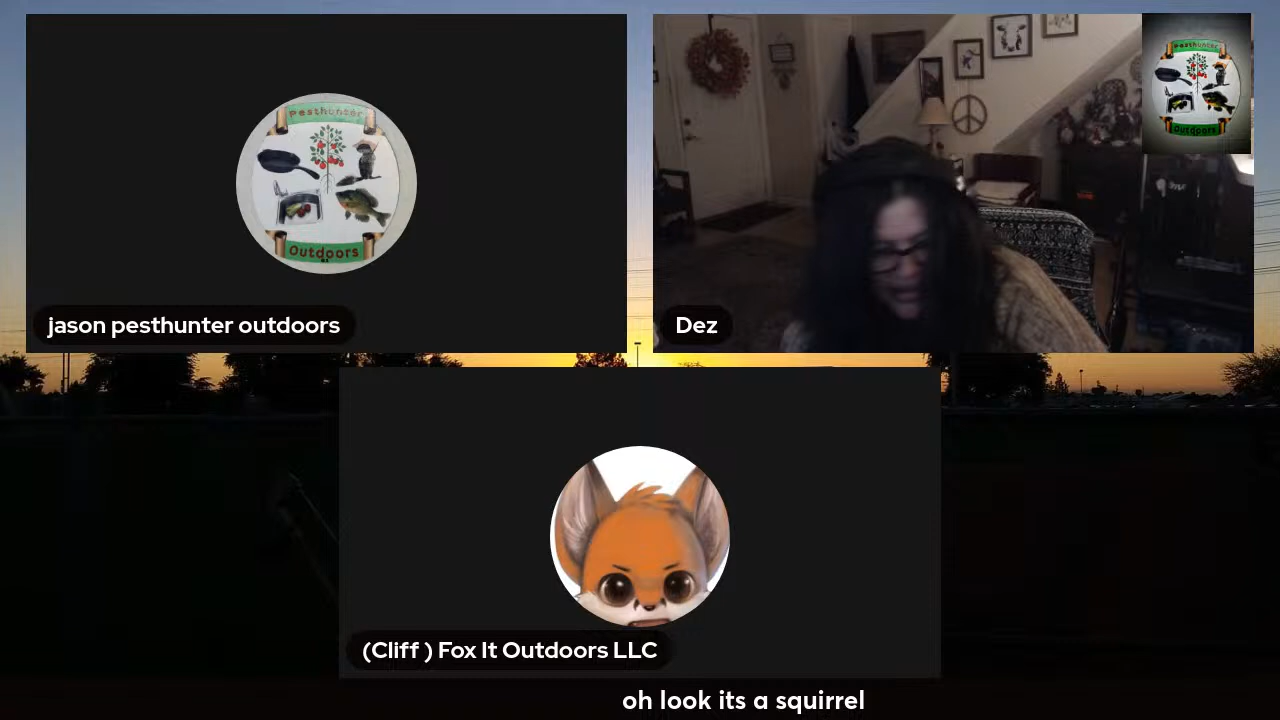 Pesthunter
Outdoors
jason pesthunter outdoors
Pesthunter
Outdoors
Dez
(Cliff ) Fox It Outdoors LLC
oh look its a squirrel